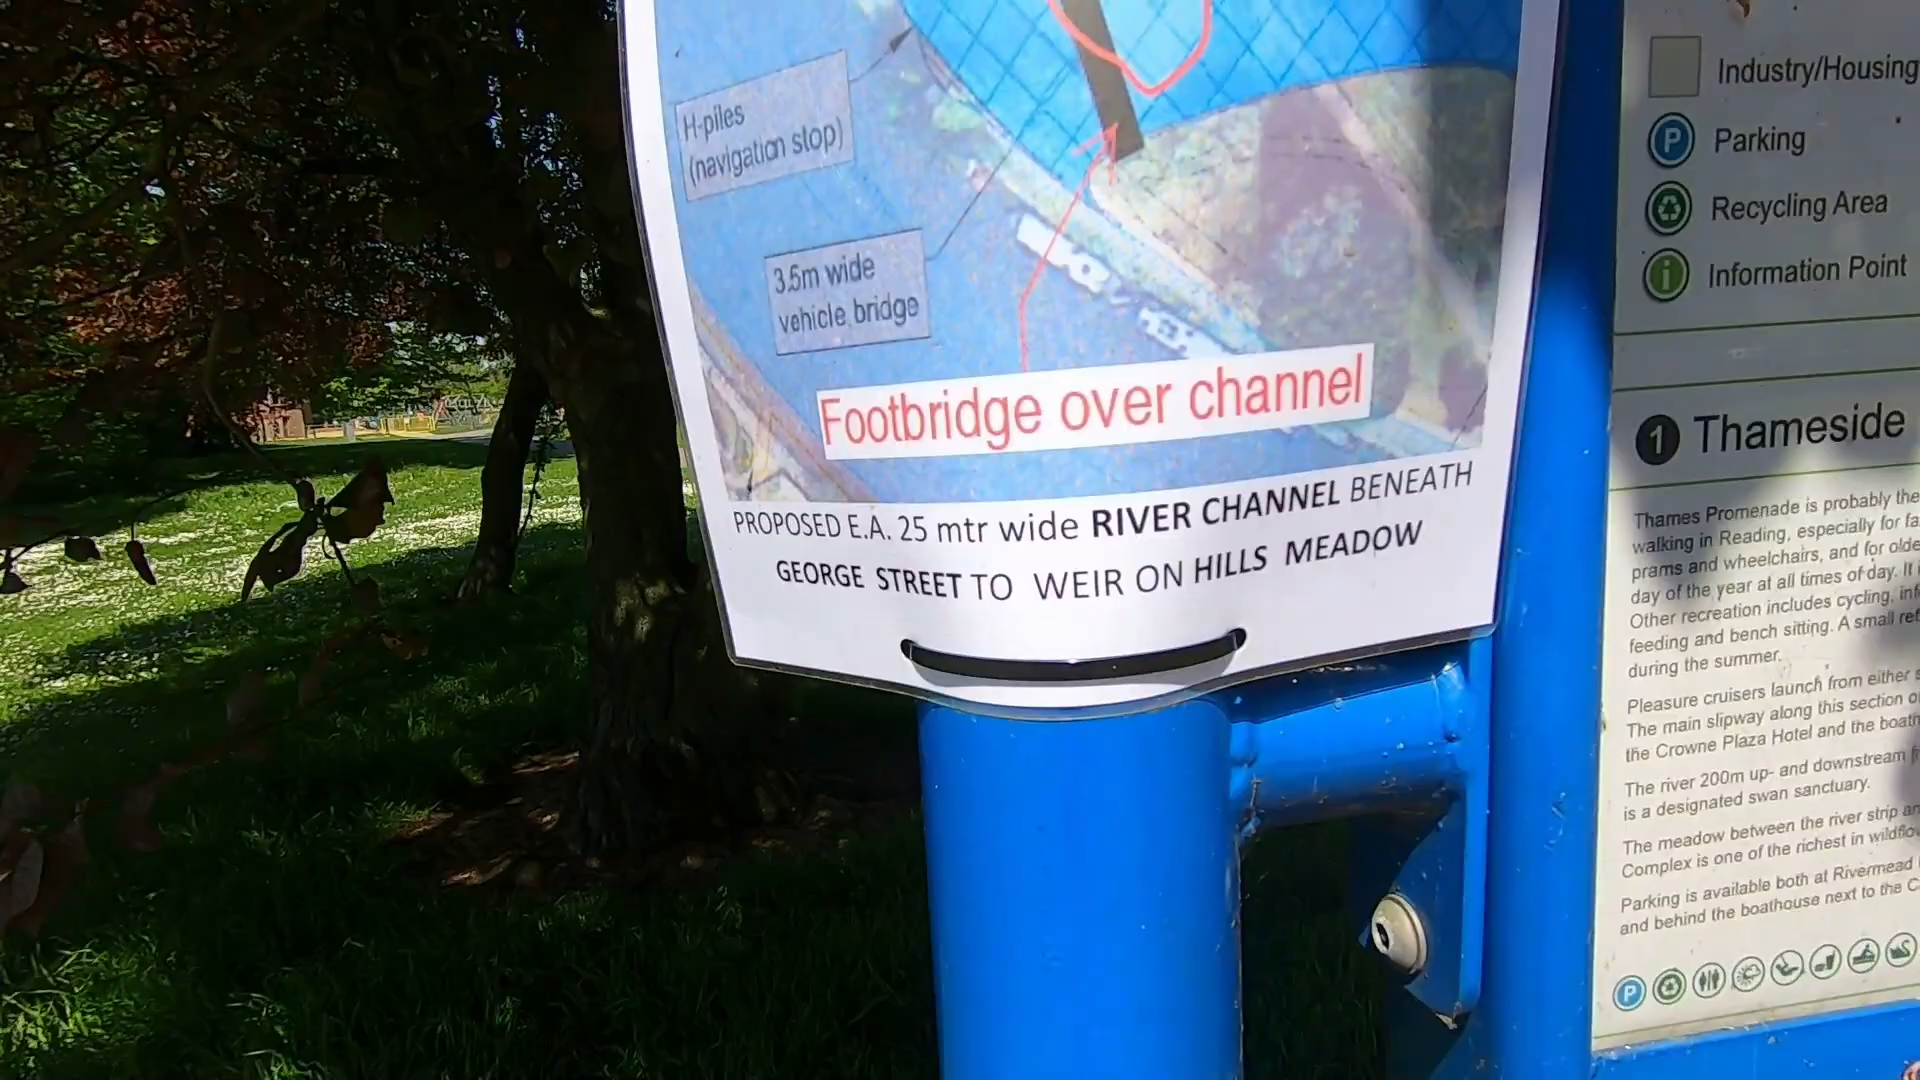 H-piles
(navigation stop)
3.5m wide
vehicle bridge
Footbridge over channel
PROPOSED E.A. 25 mtr wide RIVER CHANNEL BENEATH
GEORGE STREET TO WEIR ON HILLS MEADOW
Industry/Housing
P Parking
Recycling Area
i Information Point
1 Thameside
Thames Promenade is probably the
walking in Reading, especially for
prams and wheelchairs, and for
day of the year at all times of day. It
Other recreation includes cycling,
feeding and bench sitting. A small
during the summer.
Pleasure cruisers launch from either
The main slipway along this section
the Crowne Plaza Hotel and the
The river 200m up- and downstream
is a designated swan sanctuary.
The meadow between the river strip
Complex is one of the richest in
Parking is available both at Rivermead
and behind the boathouse next to the
P